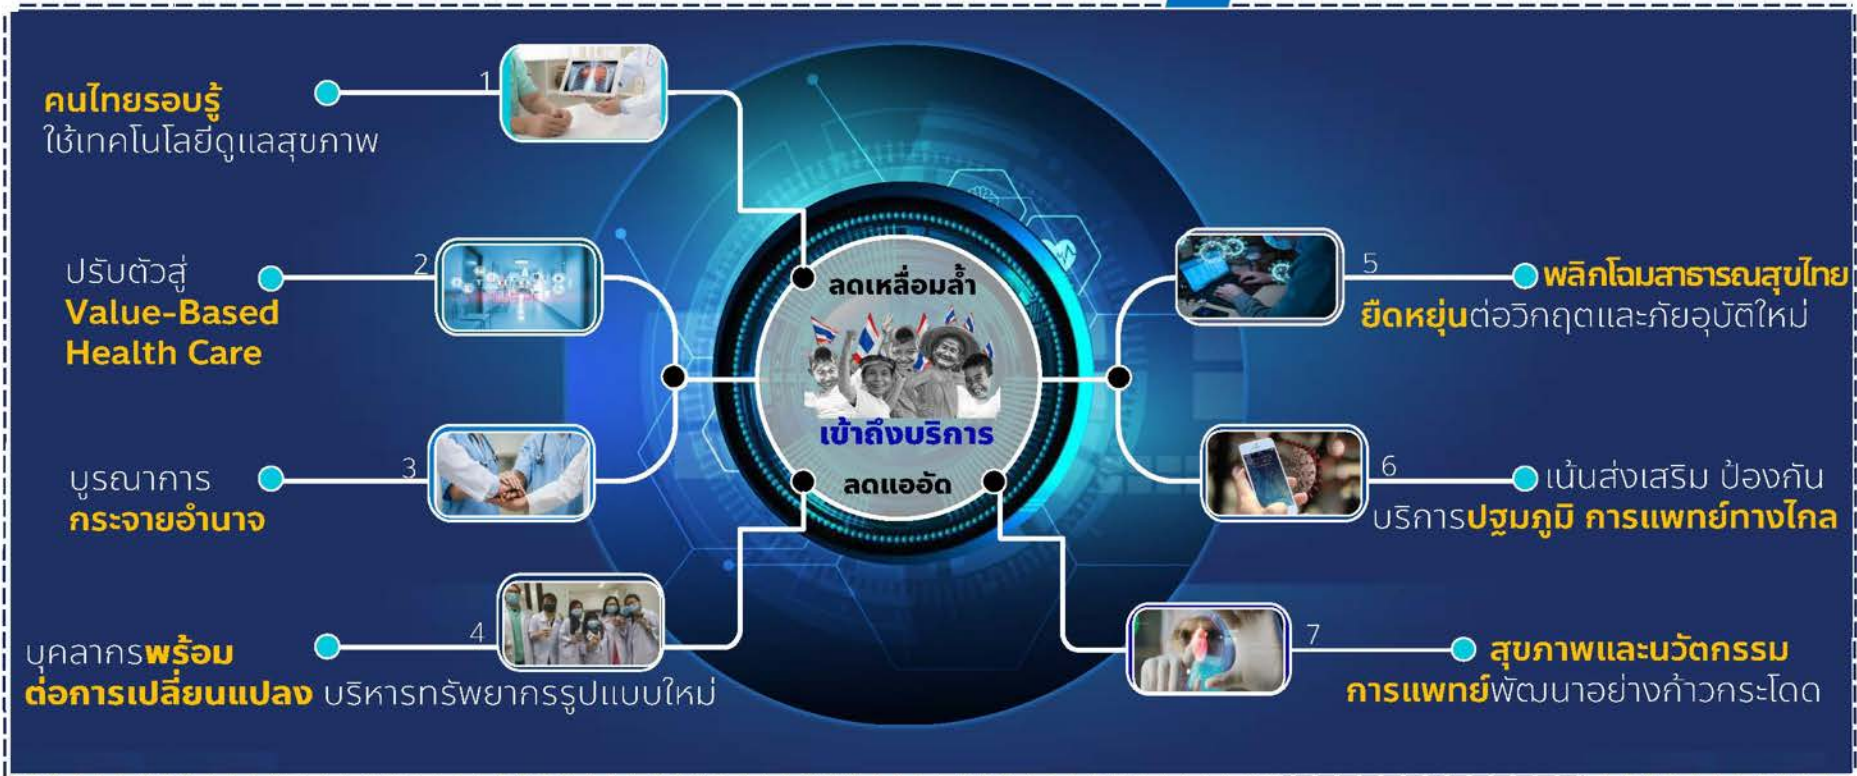 1
คนไทยรอบรู้
ใช้เทคโนโลยีดูแลสุขภาพ
2
ปรับตัวสู่
Value-Based
Health Care
3
บูรณาการ
กระจายอำนาจ
4
บุคลากรพร้อม
ต่อการเปลี่ยนแปลง บริหารทรัพยากรรูปแบบใหม่
ลดเหลื่อมล้ำ
เข้าถึงบริการ
ลดแออัด
5
พลิกโฉมสาธารณสุขไทย
ยืดหยุ่นต่อวิกฤตและภัยอุบัติใหม่
6
เน้นส่งเสริม ป้องกัน
บริการปฐมภูมิ การแพทย์ทางไกล
7
สุขภาพและนวัตกรรม
การแพทย์พัฒนาอย่างก้าวกระโดด